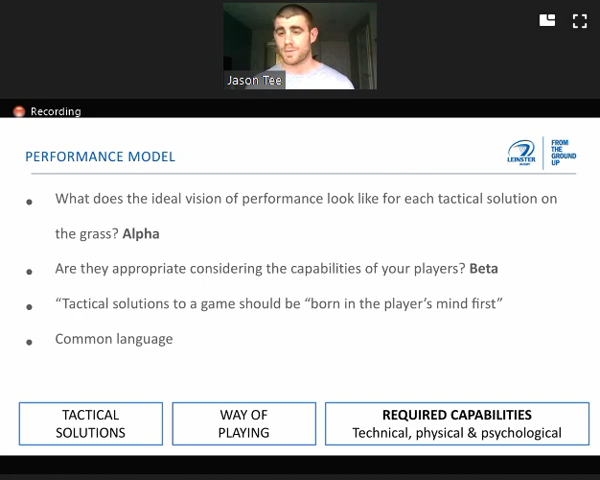 Jason Tee
Recording
PERFORMANCE MODEL
LEINSTER
RUGBY
FROM
THE
GROUND
UP
• What does the ideal vision of performance look like for each tactical solution on
the grass? Alpha
• Are they appropriate considering the capabilities of your players? Beta
• “Tactical solutions to a game should be “born in the player’s mind first”
• Common language
TACTICAL
SOLUTIONS
WAY OF
PLAYING
REQUIRED CAPABILITIES
Technical, physical & psychological